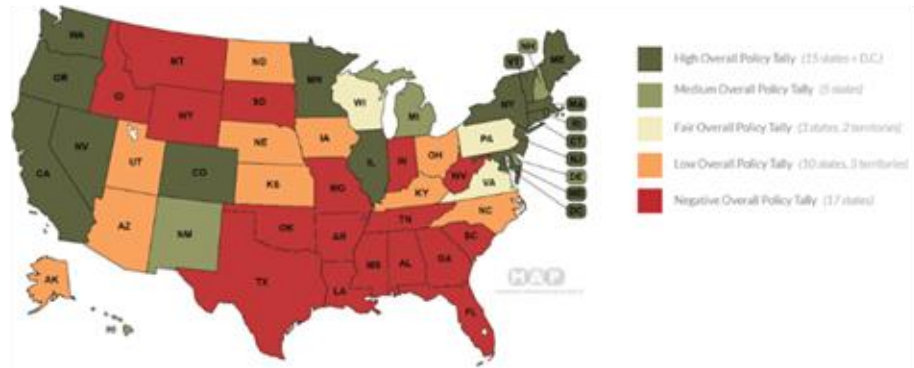 WA
OR
CA
NV
ID
MT
WY
UT
AZ
CO
NM
ND
SD
NE
KS
OK
TX
MN
IA
MO
AR
LA
WI
IL
MI
IN
OH
KY
TN
MS
AL
GA
FL
SC
NC
VA
WV
PA
NY
VT
NH
ME
MA
RI
CT
NJ
DE
MD
DC
AK
HI
MAP
High Overall Policy Tally (15 states + D.C.)
Medium Overall Policy Tally (5 states)
Fair Overall Policy Tally (3 states, 2 territories)
Low Overall Policy Tally (10 states, 3 territories)
Negative Overall Policy Tally (17 states)